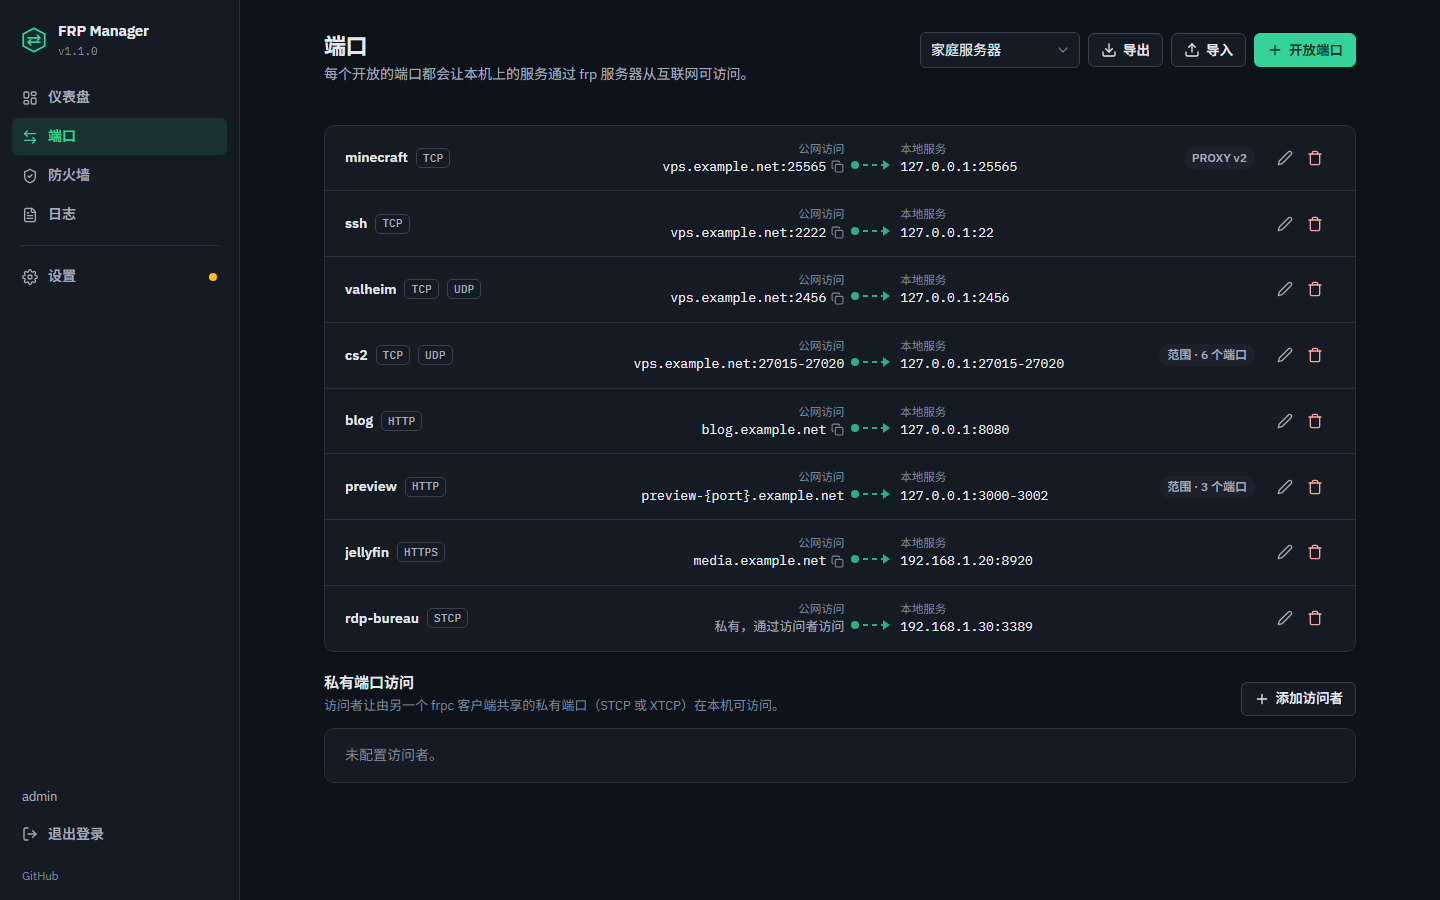 FRP Manager
v1.1.0
仪表盘
端口
防火墙
日志
设置
admin
退出登录
GitHub
端口
每个开放的端口都会让本机上的服务通过 frp 服务器从互联网可访问。
家庭服务器
导出
导入
开放端口
minecraft TCP
公网访问
vps.example.net:25565
本地服务
127.0.0.1:25565
PROXY v2
ssh TCP
公网访问
vps.example.net:2222
本地服务
127.0.0.1:22
valheim TCP UDP
公网访问
vps.example.net:2456
本地服务
127.0.0.1:2456
cs2 TCP UDP
公网访问
vps.example.net:27015-27020
本地服务
127.0.0.1:27015-27020
范围 · 6 个端口
blog HTTP
公网访问
blog.example.net
本地服务
127.0.0.1:8080
preview HTTP
公网访问
preview-{port}.example.net
本地服务
127.0.0.1:3000-3002
范围 · 3 个端口
jellyfin HTTPS
公网访问
media.example.net
本地服务
192.168.1.20:8920
rdp-bureau STCP
公网访问
私有，通过访问者访问
本地服务
192.168.1.30:3389
私有端口访问
访问者让由另一个 frpc 客户端共享的私有端口（STCP 或 XTCP）在本机可访问。
添加访问者
未配置访问者。